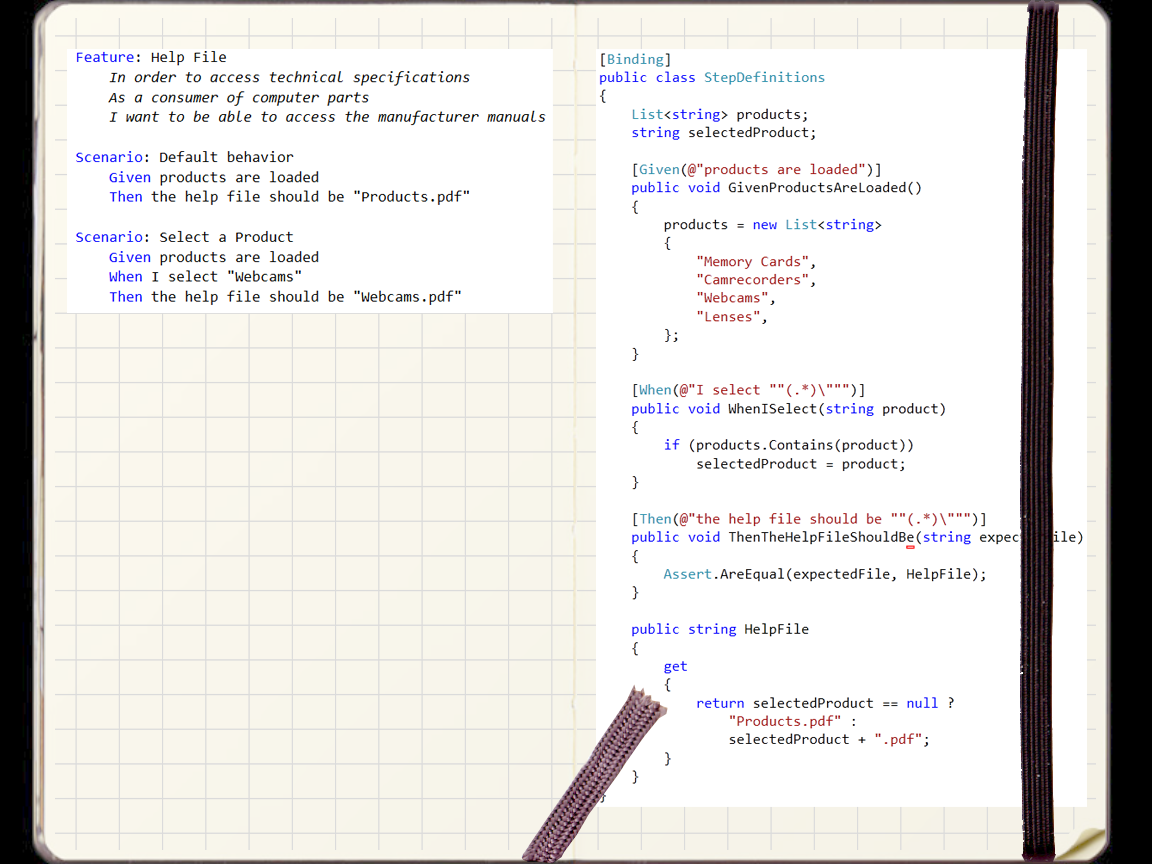 Feature: Help File
In order to access technical specifications
As a consumer of computer parts
I want to be able to access the manufacturer manuals
Scenario: Default behavior
Given products are loaded
Then the help file should be "Products.pdf"
Scenario: Select a Product
Given products are loaded
When I select "Webcams"
Then the help file should be "Webcams.pdf"
[Binding]
public class StepDefinitions
{
List<string> products;
string selectedProduct;
[Given(@"products are loaded")]
public void GivenProductsAreLoaded()
{
products = new List<string>
{
"Memory Cards",
"Camrecorders",
"Webcams",
"Lenses",
};
}
[When(@"I select ""(.*)\""")]
public void WhenISelect(string product)
{
if (products.Contains(product))
selectedProduct = product;
}
[Then(@"the help file should be ""(.*)\""")]
public void ThenTheHelpFileShouldBe(string
{
Assert.AreEqual(expectedFile, HelpFile);
}
public string HelpFile
{
get
{
return selectedProduct == null ?
"Products.pdf" :
selectedProduct + ".pdf";
}
}
}